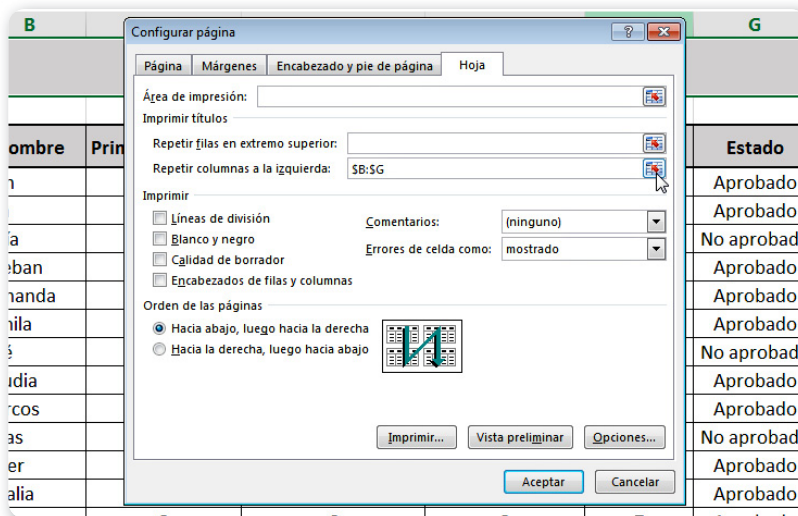 B
G
Configurar página
Página Márgenes Encabezado y pie de página Hoja
Área de impresión:
Imprimir títulos
Repetir filas en extremo superior:
Repetir columnas a la izquierda: $B:$G
Imprimir
Líneas de división
Blanco y negro
Calidad de borrador
Encabezados de filas y columnas
Comentarios: (ninguno)
Errores de celda como: mostrado
Orden de las páginas
Hacia abajo, luego hacia la derecha
Hacia la derecha, luego hacia abajo
Imprimir... Vista preliminar Opciones...
Aceptar Cancelar
ombre Prin Estado
Aprobado
Aprobado
ía No aprobad
eban Aprobado
nanda Aprobado
nila Aprobado
é No aprobad
udia Aprobado
rcos Aprobado
as No aprobad
er Aprobado
alia Aprobado